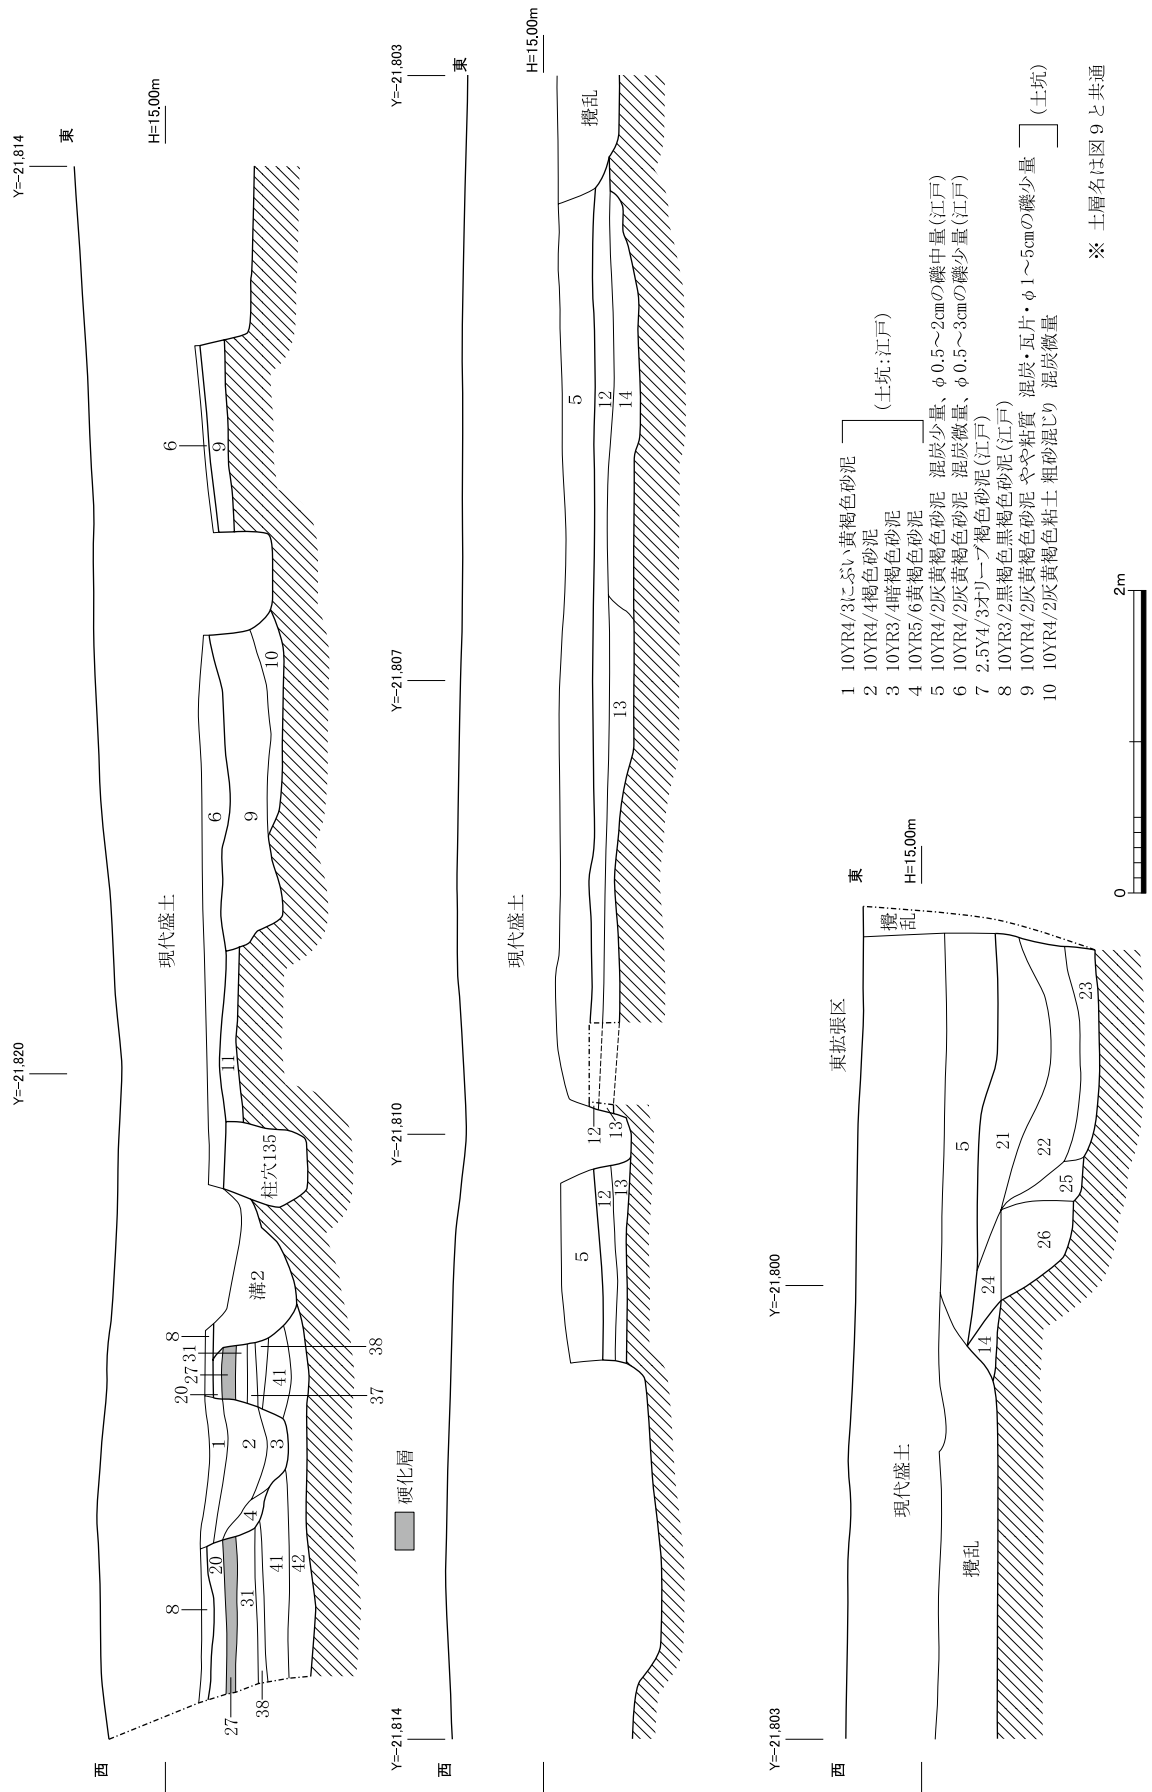 西
Y=-21,820
Y=-21,814
東
H=15.00m
現代盛土
8
20
27
31
38
41
42
1
2
3
4
20
27
31
8
37
38
41
溝2
柱穴135
11
6
9
10
6
9
硬化層
西
Y=-21,814
Y=-21,810
Y=-21,807
Y=-21,803
東
H=15.00m
現代盛土
5
12
13
12
13
5
12
13
14
攪乱
西
Y=-21,803
Y=-21,800
東拡張区
東
H=15.00m
現代盛土
攪乱
攪乱
5
14
24
21
22
23
25
26
0
2m
1 10YR4/3にぶい黄褐色砂泥
2 10YR4/4褐色砂泥
3 10YR3/4暗褐色砂泥
4 10YR5/6黄褐色砂泥
(土坑:江戸)
5 10YR4/2灰黄褐色砂泥 混炭少量、φ0.5～2cmの礫中量(江戸)
6 10YR4/2灰黄褐色砂泥 混炭微量、φ0.5～3cmの礫少量(江戸)
7 2.5Y4/3オリーブ褐色砂泥(江戸)
8 10YR3/2黒褐色黒褐色砂泥(江戸)
9 10YR4/2灰黄褐色砂泥 やや粘質 混炭・瓦片・φ1～5cmの礫少量
10 10YR4/2灰黄褐色粘土 粗砂混じり 混炭微量
(土坑)
※ 土層名は図9と共通